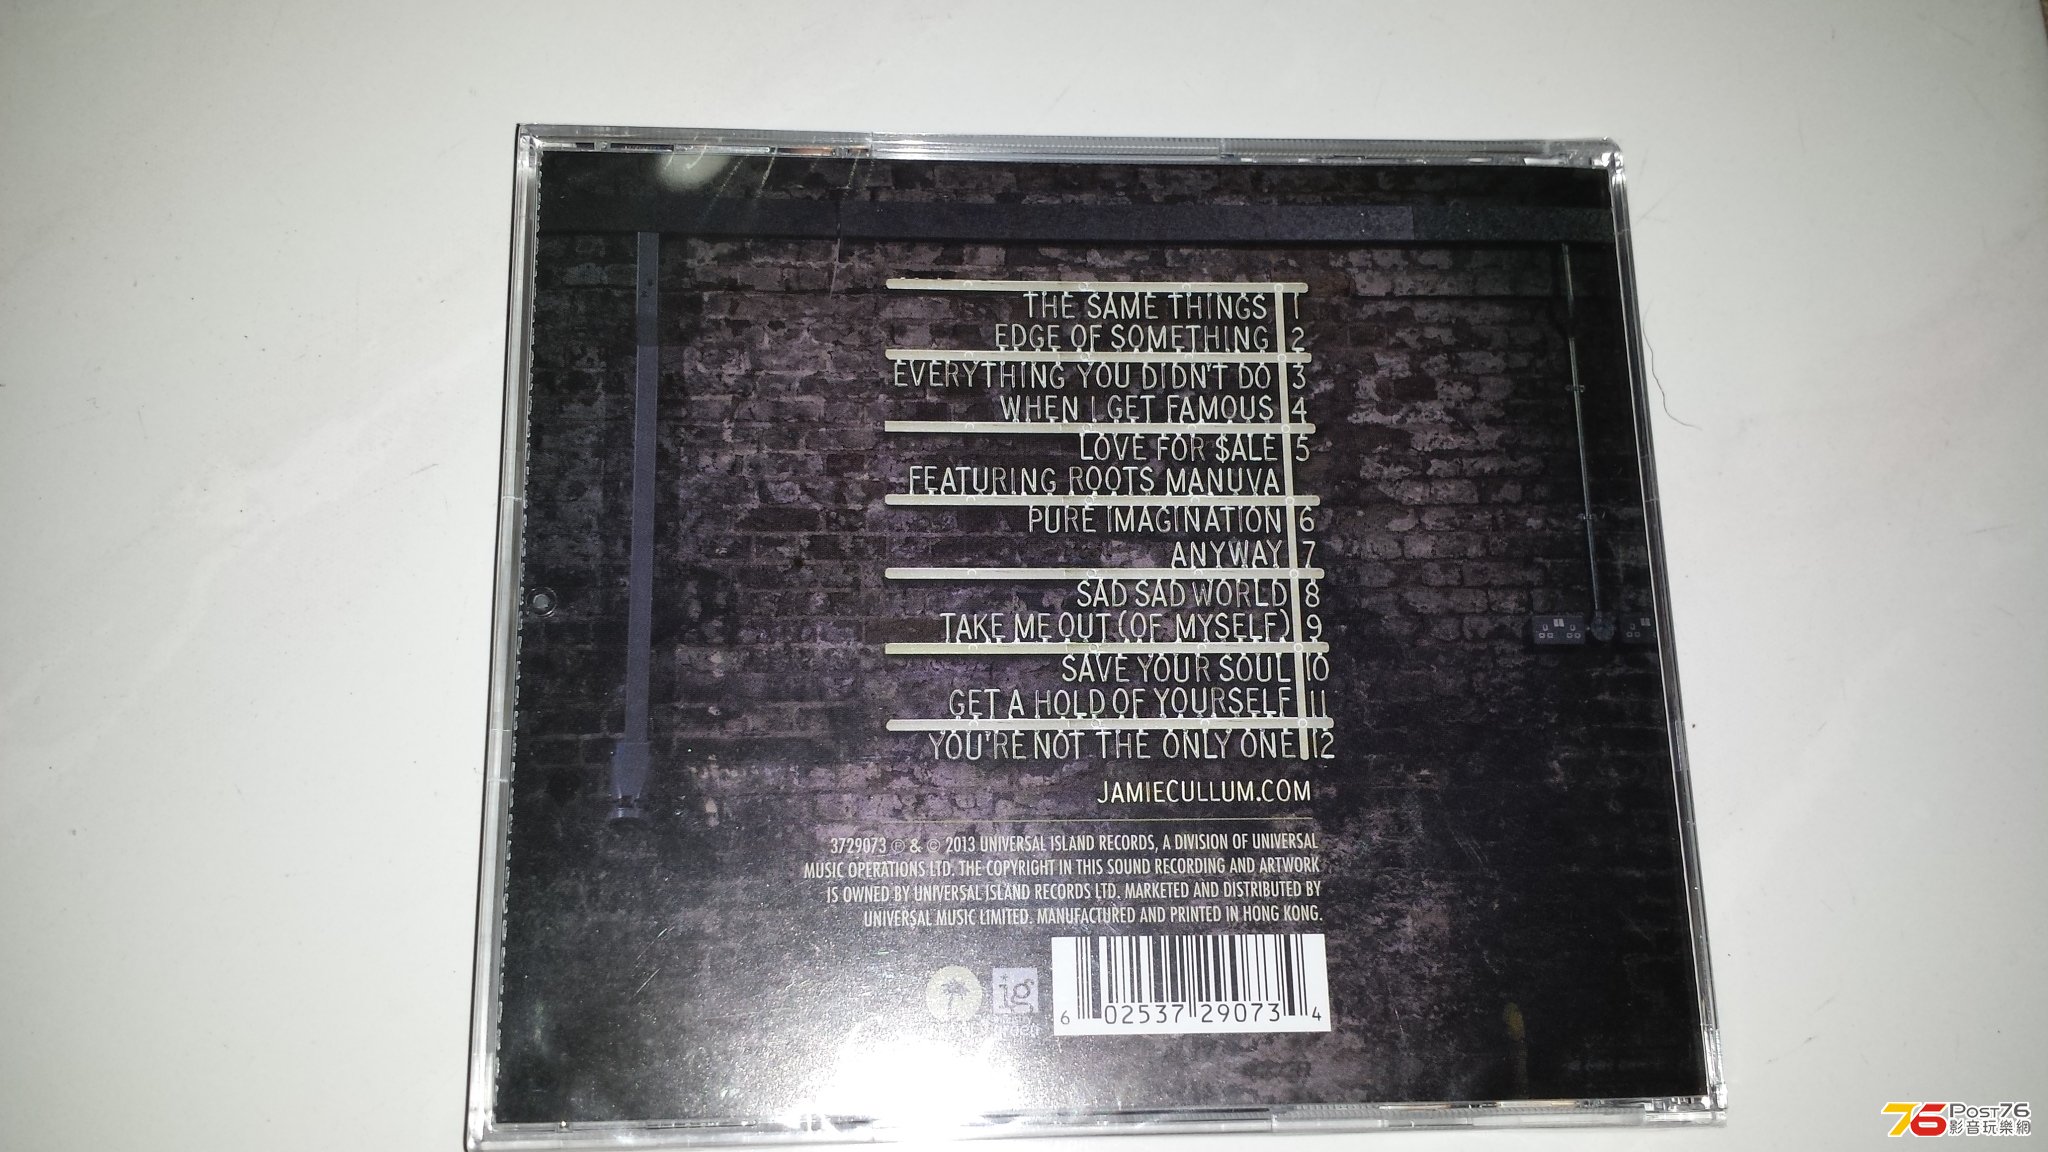 THE SAME THINGS 1
EDGE OF SOMETHING 2
EVERYTHING YOU DIDN'T DO 3
WHEN I GET FAMOUS 4
LOVE FOR $ALE 5
FEATURING ROOTS MANUVA
PURE IMAGINATION 6
ANYWAY 7
SAD SAD WORLD 8
TAKE ME OUT (OF MYSELF) 9
SAVE YOUR SOUL 10
GET A HOLD OF YOURSELF 11
YOU'RE NOT THE ONLY ONE 12
JAMIECULLUM.COM
3729073 ℗ & © 2013 UNIVERSAL ISLAND RECORDS, A DIVISION OF UNIVERSAL
MUSIC OPERATIONS LTD. THE COPYRIGHT IN THIS SOUND RECORDING AND ARTWORK
IS OWNED BY UNIVERSAL ISLAND RECORDS LTD. MARKETED AND DISTRIBUTED BY
UNIVERSAL MUSIC LIMITED. MANUFACTURED AND PRINTED IN HONG KONG.
ig
6 02537 29073 4
76 Post76
影音玩樂網